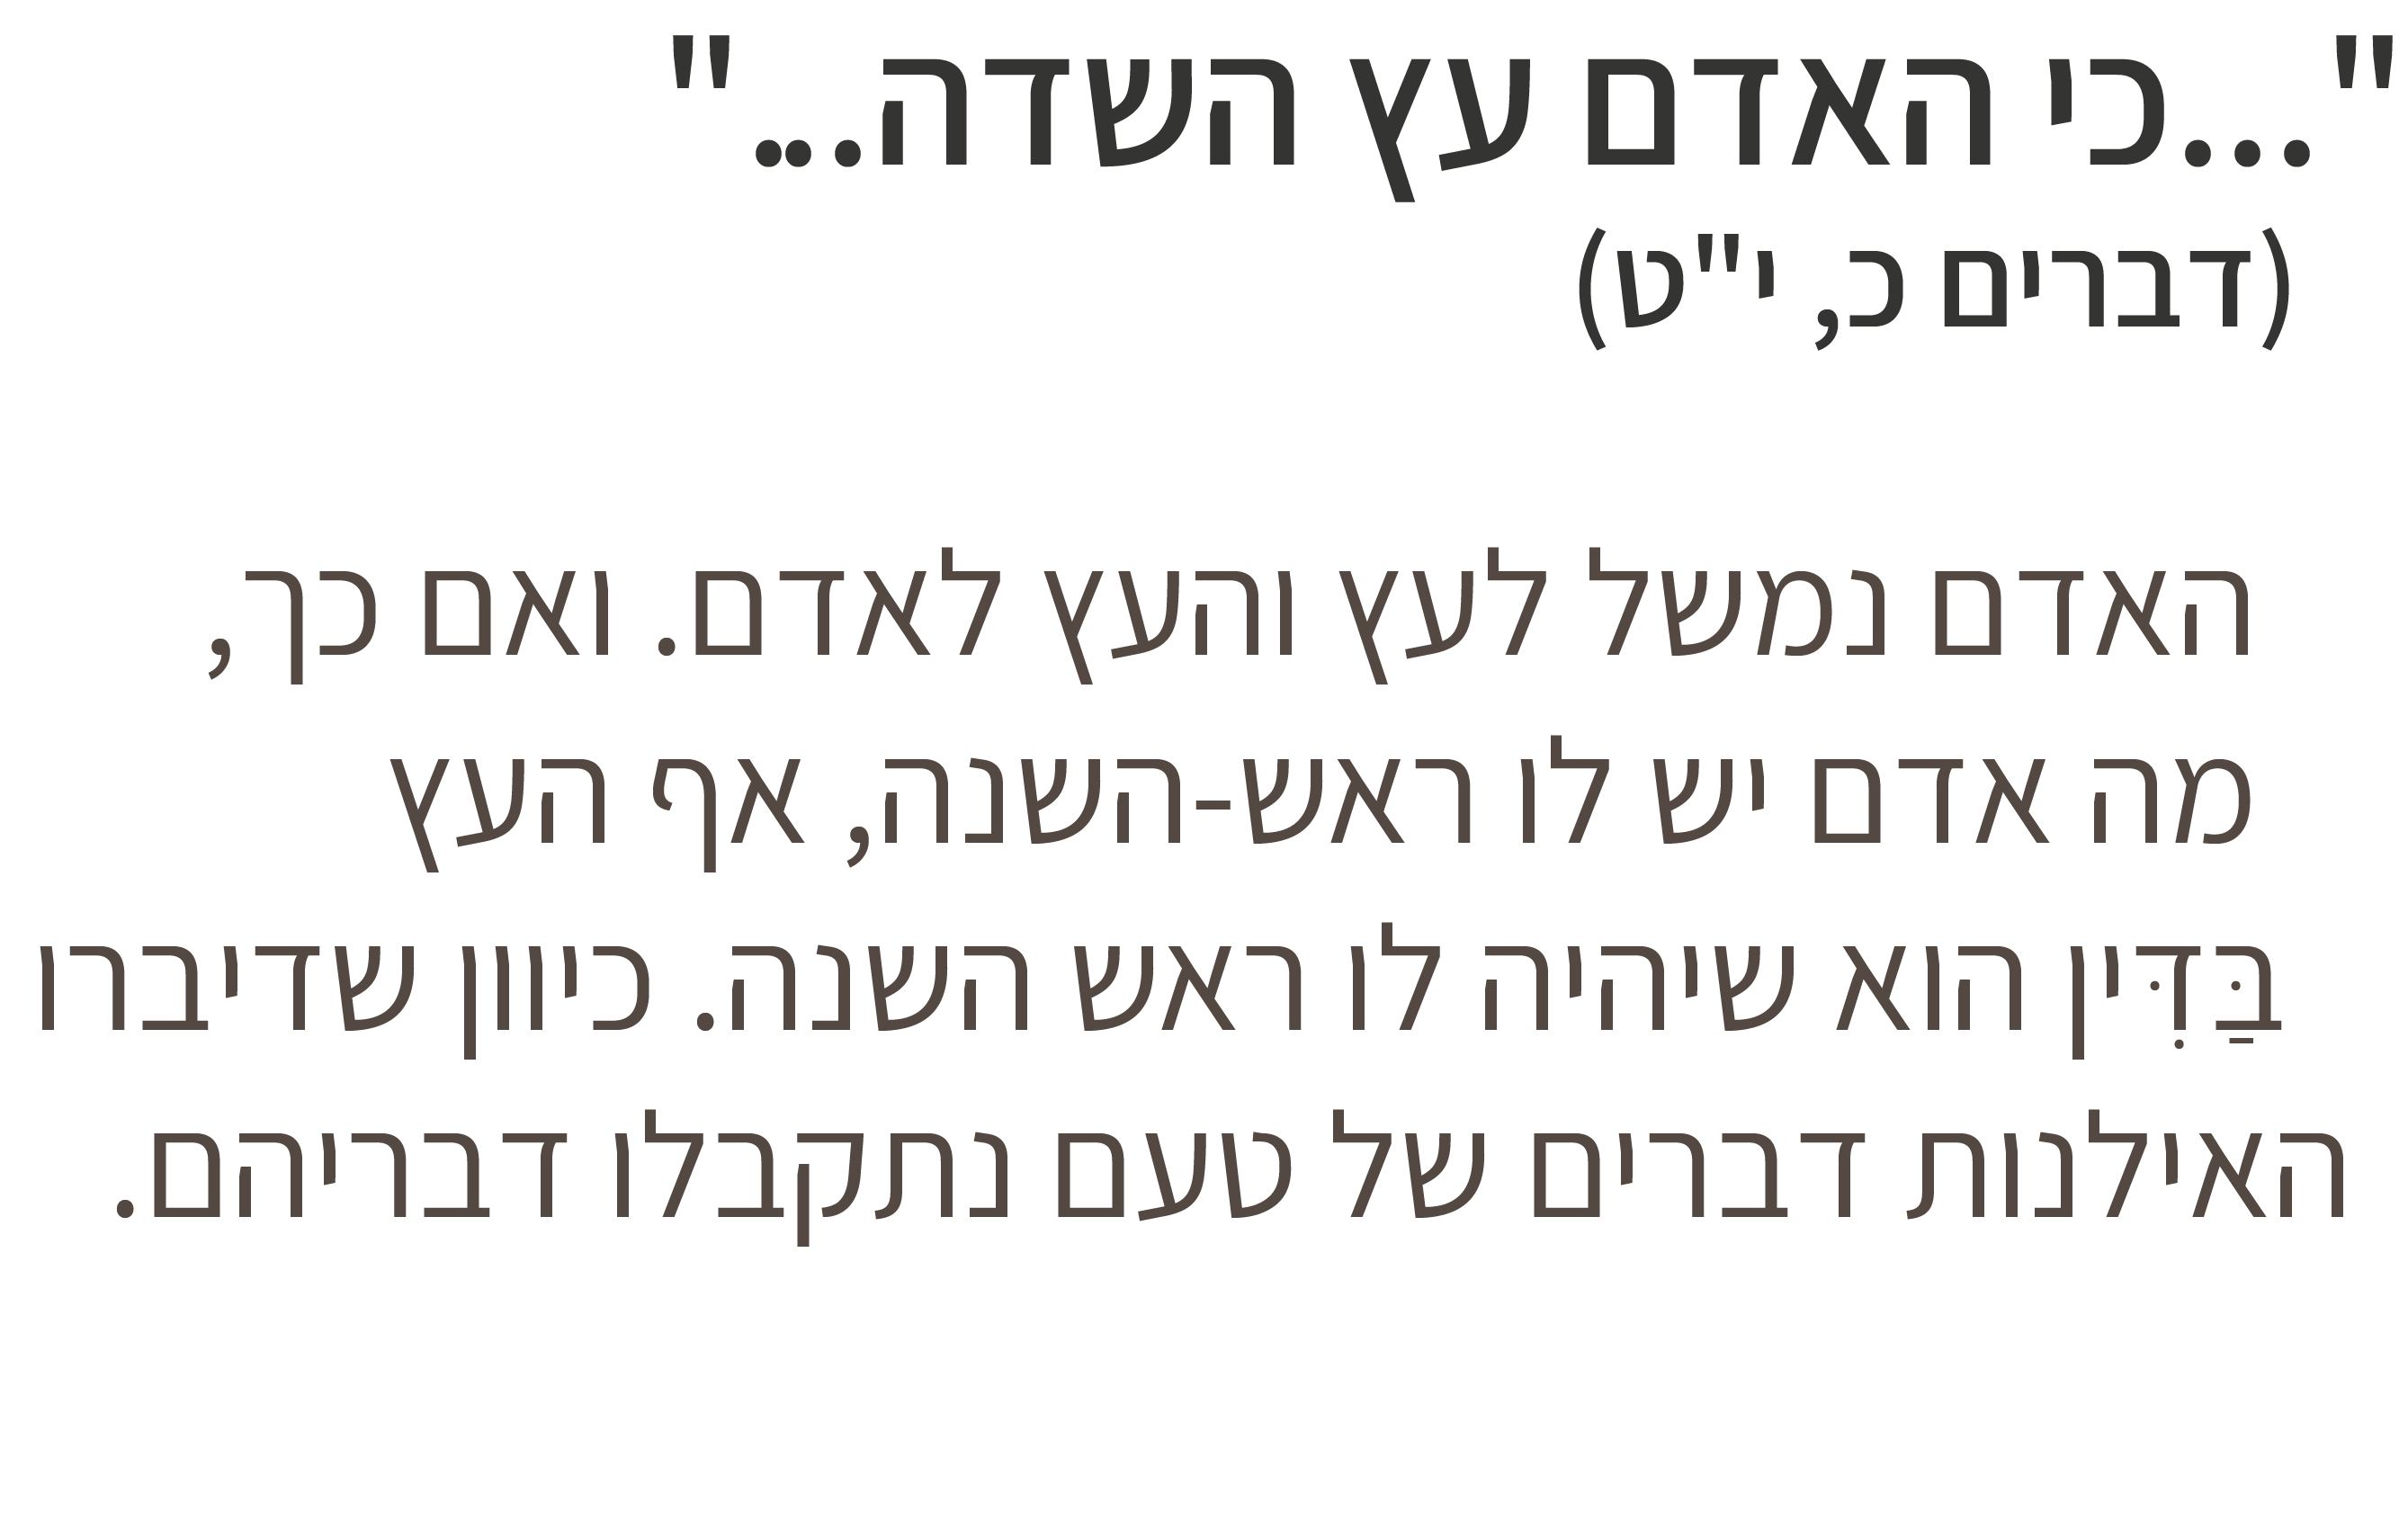 "...כי האדם עץ השדה..."
(דברים כ, י"ט)
האדם נמשל לעץ והעץ לאדם. ואם כך,
מה אדם יש לו ראש-השנה, אף העץ
בַּדִּין הוא שיהיה לו ראש השנה. כיוון שדיברו
האילנות דברים של טעם נתקבלו דבריהם.